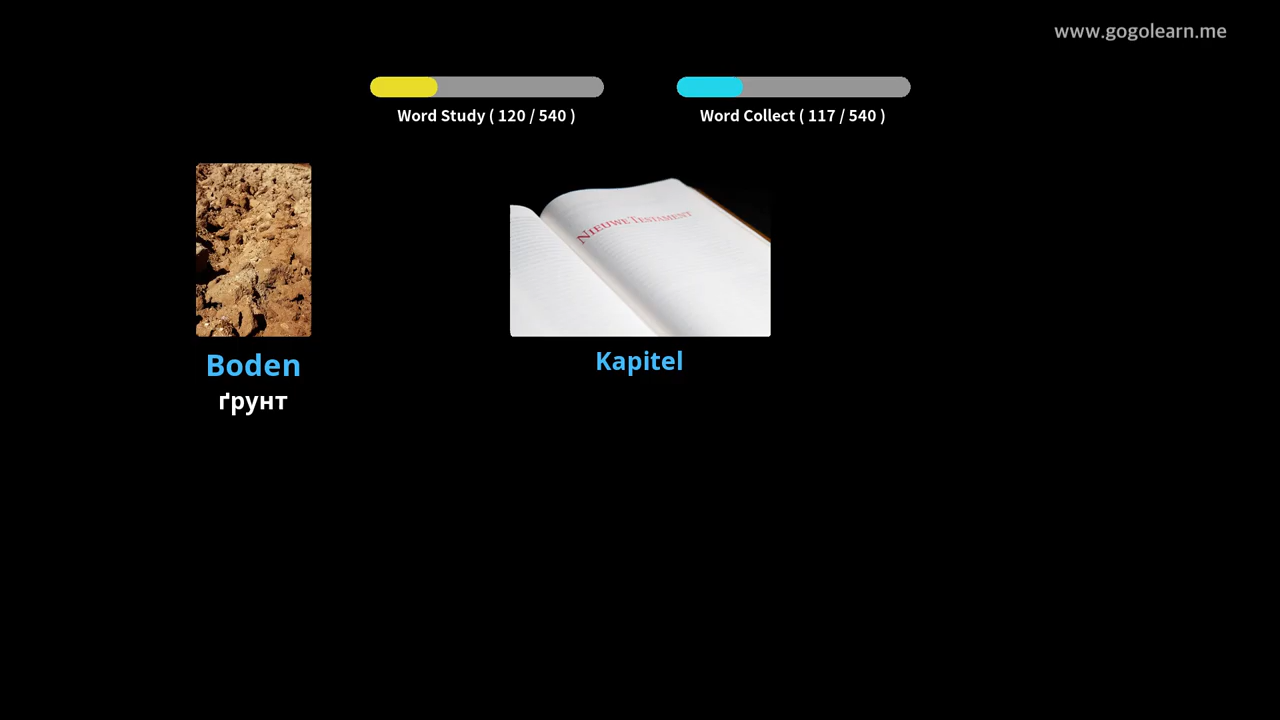 www.gogolearn.me
Word Study ( 120 / 540 )
Word Collect ( 117 / 540 )
NIEUWE TESTAMENT
Boden
ґрунт
Kapitel